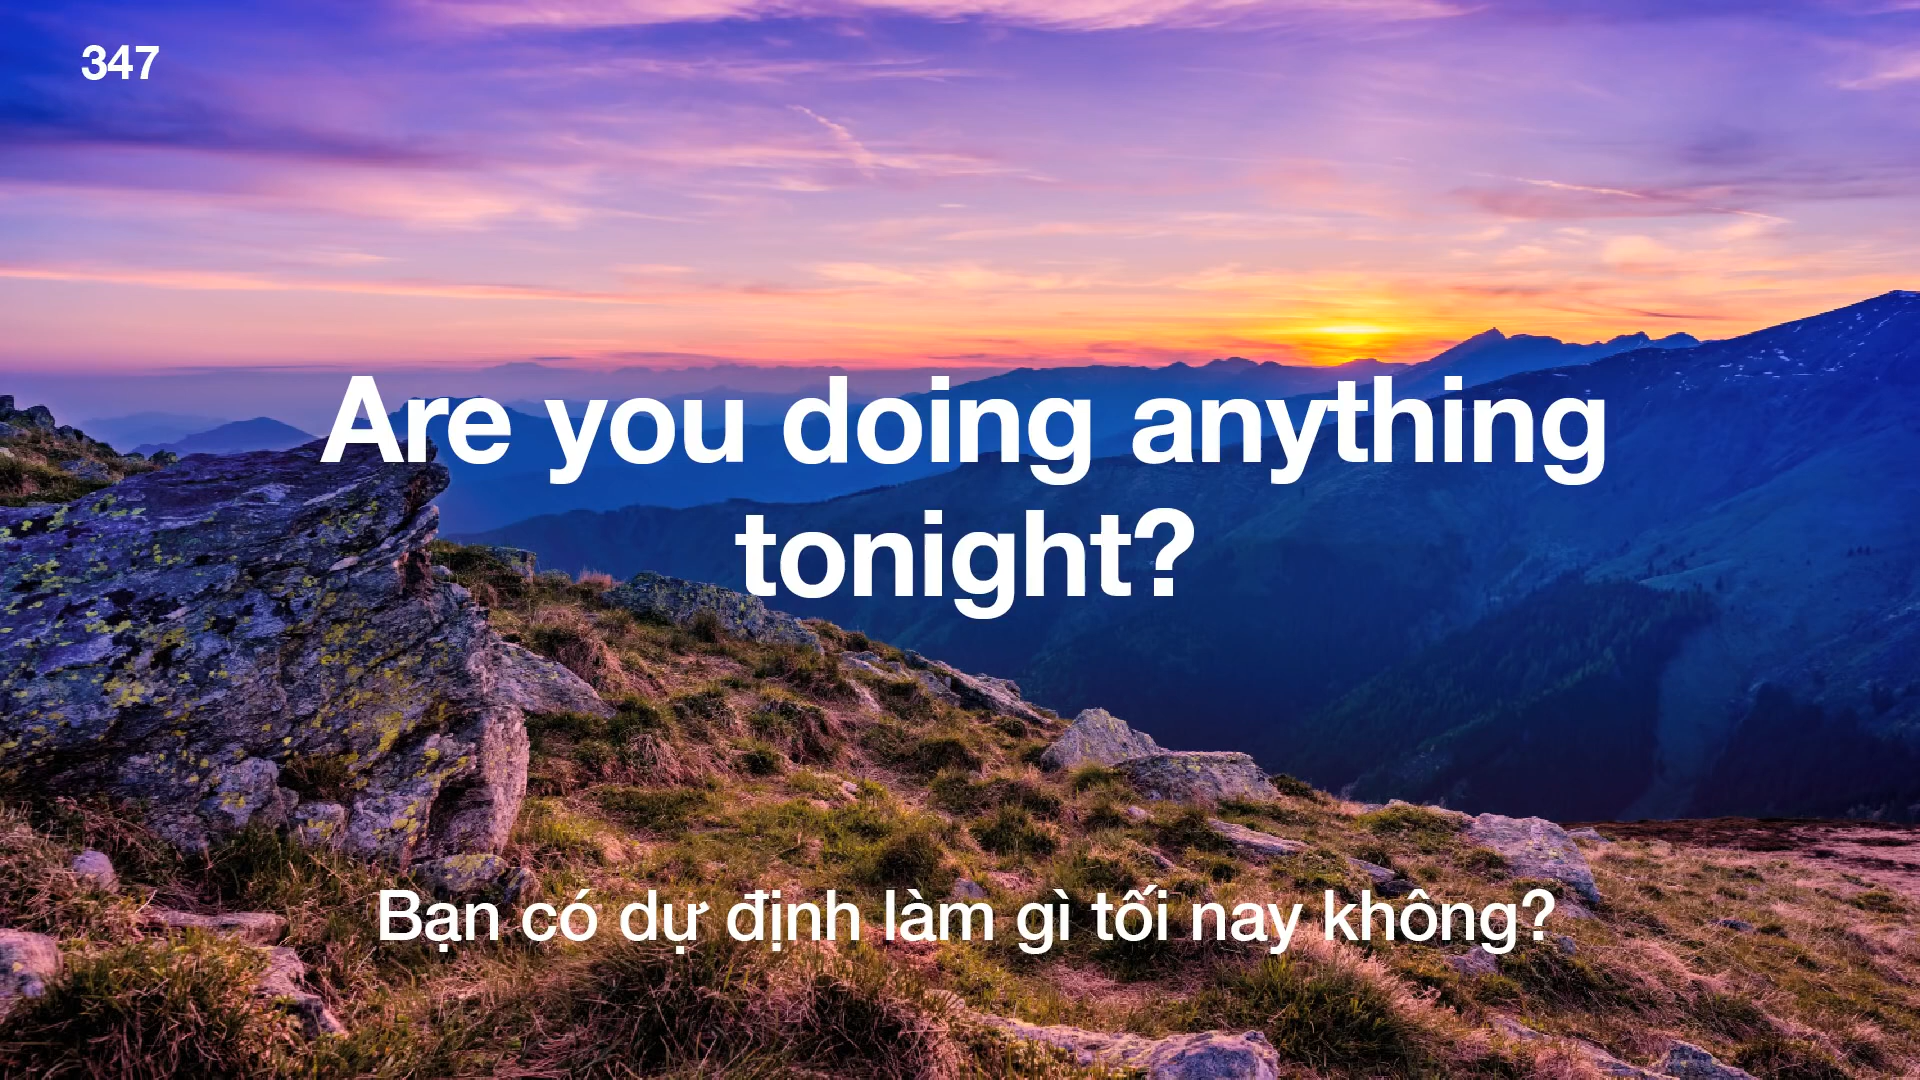 347
Are you doing anything
tonight?
Bạn có dự định làm gì tối nay không?